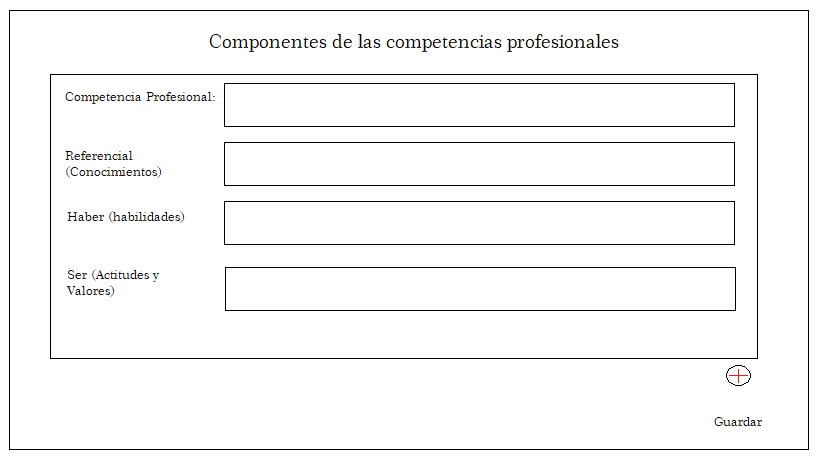 Componentes de las competencias profesionales
Competencia Profesional:
Referencial
(Conocimientos)
Haber (habilidades)
Ser (Actitudes y
Valores)
Guardar